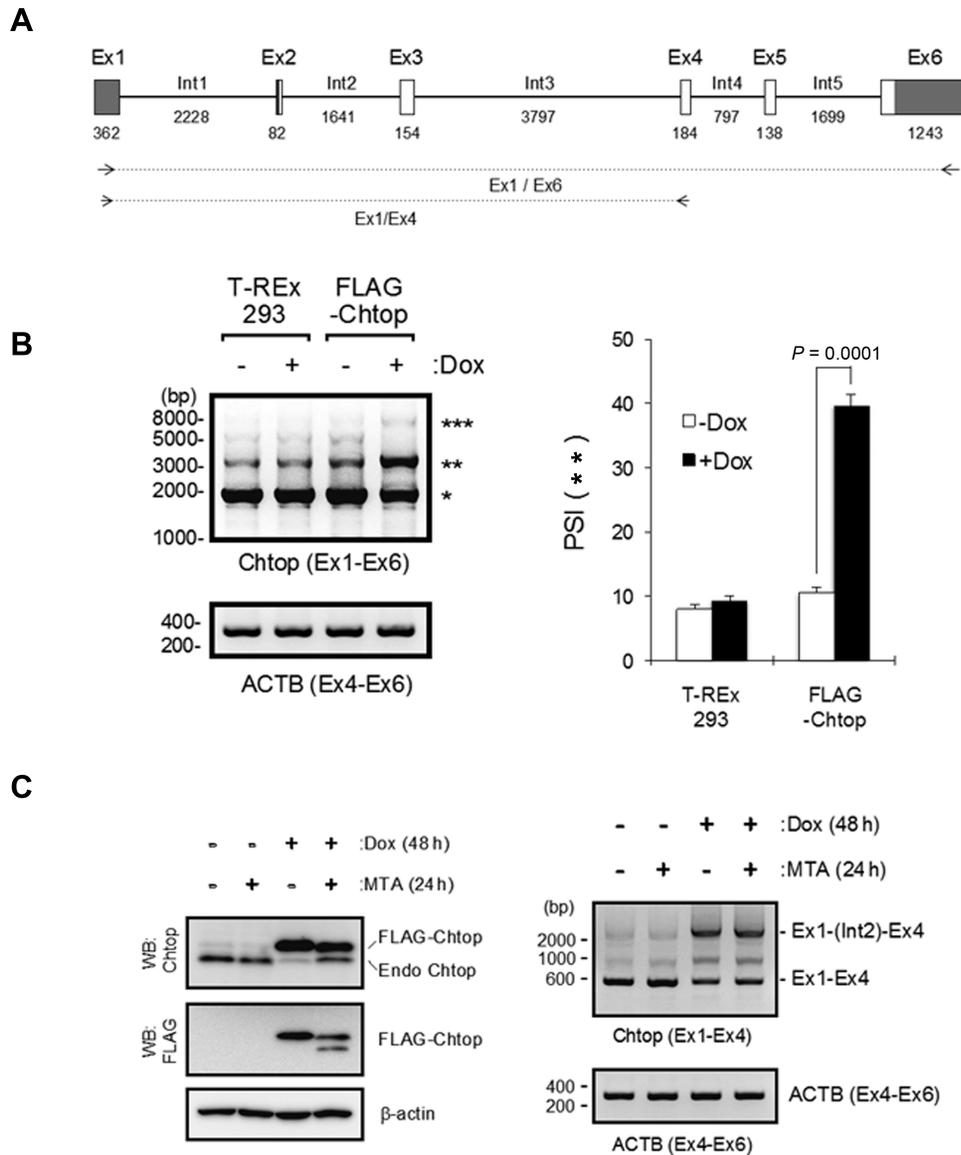 A
Ex1 Ex2 Ex3 Ex4 Ex5 Ex6
Int1 Int2 Int3 Int4 Int5
362 2228 82 1641 154 3797 184 797 138 1699 1243
Ex1 / Ex6
Ex1/Ex4
B
T-REx
293
FLAG
-Chtop
- + - + :Dox
(bp)
8000-
5000-
3000-
2000-
1000-
***
**
*
Chtop (Ex1-Ex6)
400-
200-
ACTB (Ex4-Ex6)
PSI ( * * )
50
40
30
20
10
0
P = 0.0001
-Dox
+Dox
T-REx
293
FLAG
-Chtop
C
- - + + :Dox (48 h)
- + - + :MTA (24 h)
WB:
Chtop
FLAG-Chtop
Endo Chtop
WB:
FLAG
FLAG-Chtop
β-actin
- - + + :Dox (48 h)
- + - + :MTA (24 h)
(bp)
2000 -
1000 -
600 -
- Ex1-(Int2)-Ex4
- Ex1-Ex4
Chtop (Ex1-Ex4)
400 -
200 -
ACTB (Ex4-Ex6)
ACTB (Ex4-Ex6)